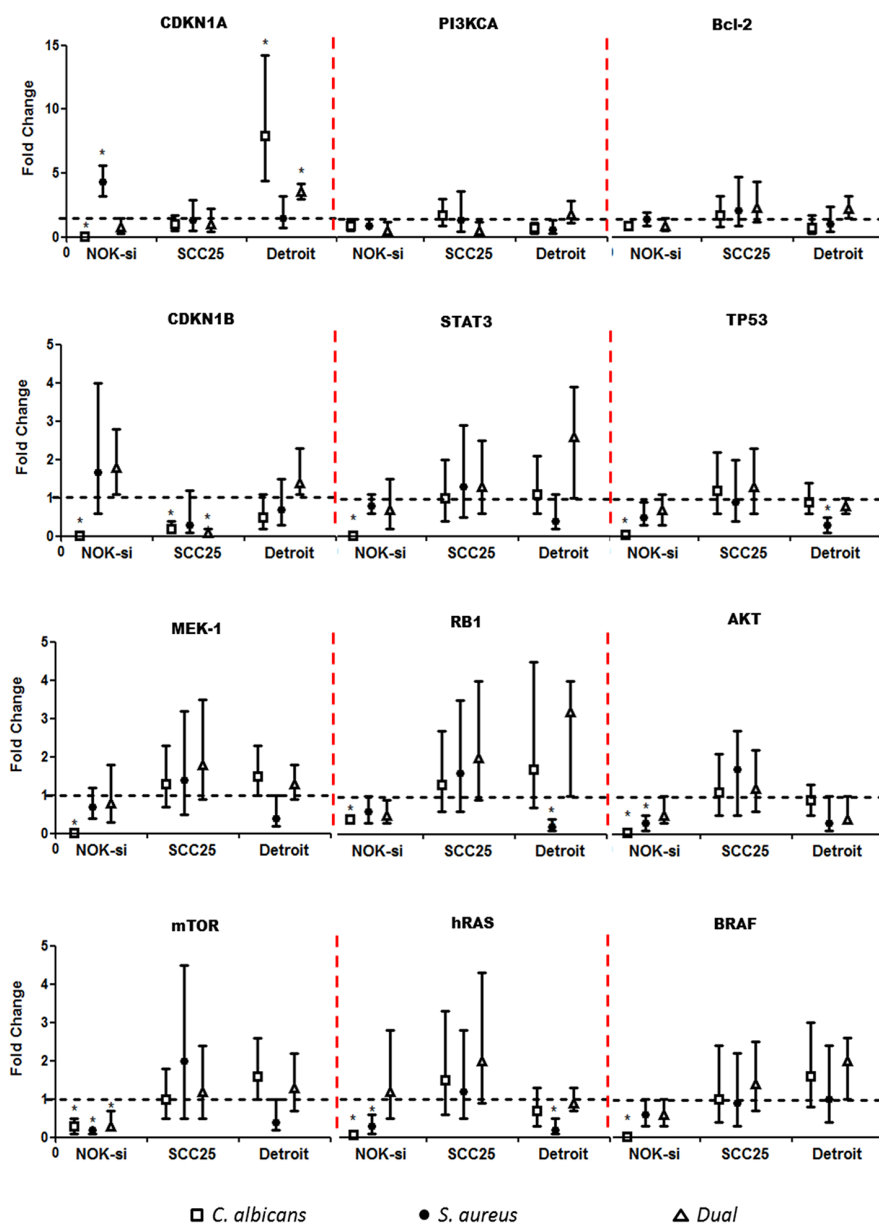 CDKN1A PI3KCA Bcl-2
Fold Change
15
10
5
0
* * * *
0 NOK-si SCC25 Detroit NOK-si SCC25 Detroit 0 NOK-si SCC25 Detroit
CDKN1B STAT3 TP53
Fold Change
5
4
3
2
1
0
* * * * * *
0 NOK-si SCC25 Detroit NOK-si SCC25 Detroit NOK-si SCC25 Detroit
MEK-1 RB1 AKT
Fold Change
5
4
3
2
1
0
* * * * *
0 NOK-si SCC25 Detroit NOK-si SCC25 Detroit NOK-si SCC25 Detroit
mTOR hRAS BRAF
Fold Change
5
4
3
2
1
0
* * * * * * *
0 NOK-si SCC25 Detroit NOK-si SCC25 Detroit NOK-si SCC25 Detroit
C. albicans S. aureus Dual